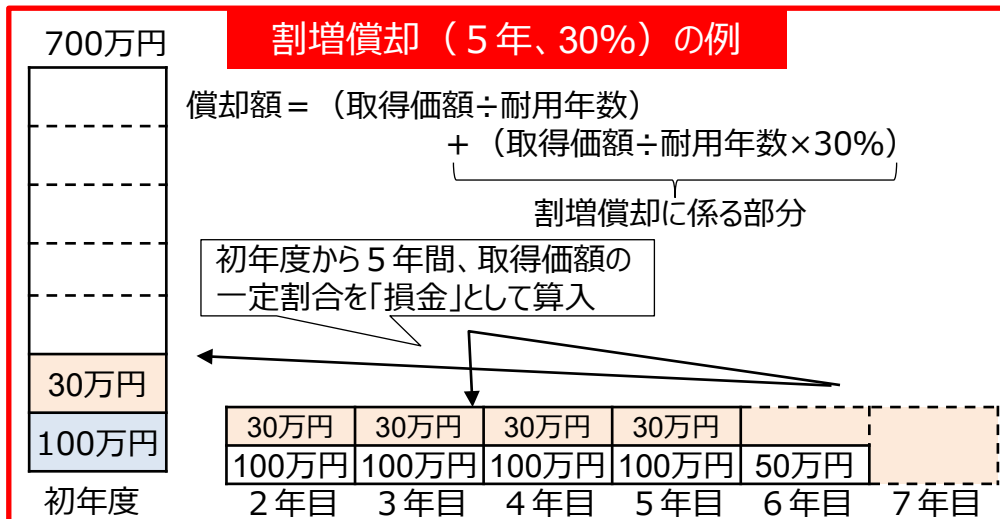 割増償却（５年、30%）の例
700万円
償却額＝（取得価額÷耐用年数）
＋（取得価額÷耐用年数×30%）
割増償却に係る部分
初年度から５年間、取得価額の
一定割合を｢損金｣として算入
30万円
100万円
初年度
30万円 30万円 30万円 30万円
100万円 100万円 100万円 100万円 50万円
２年目 ３年目 ４年目 ５年目 ６年目 ７年目